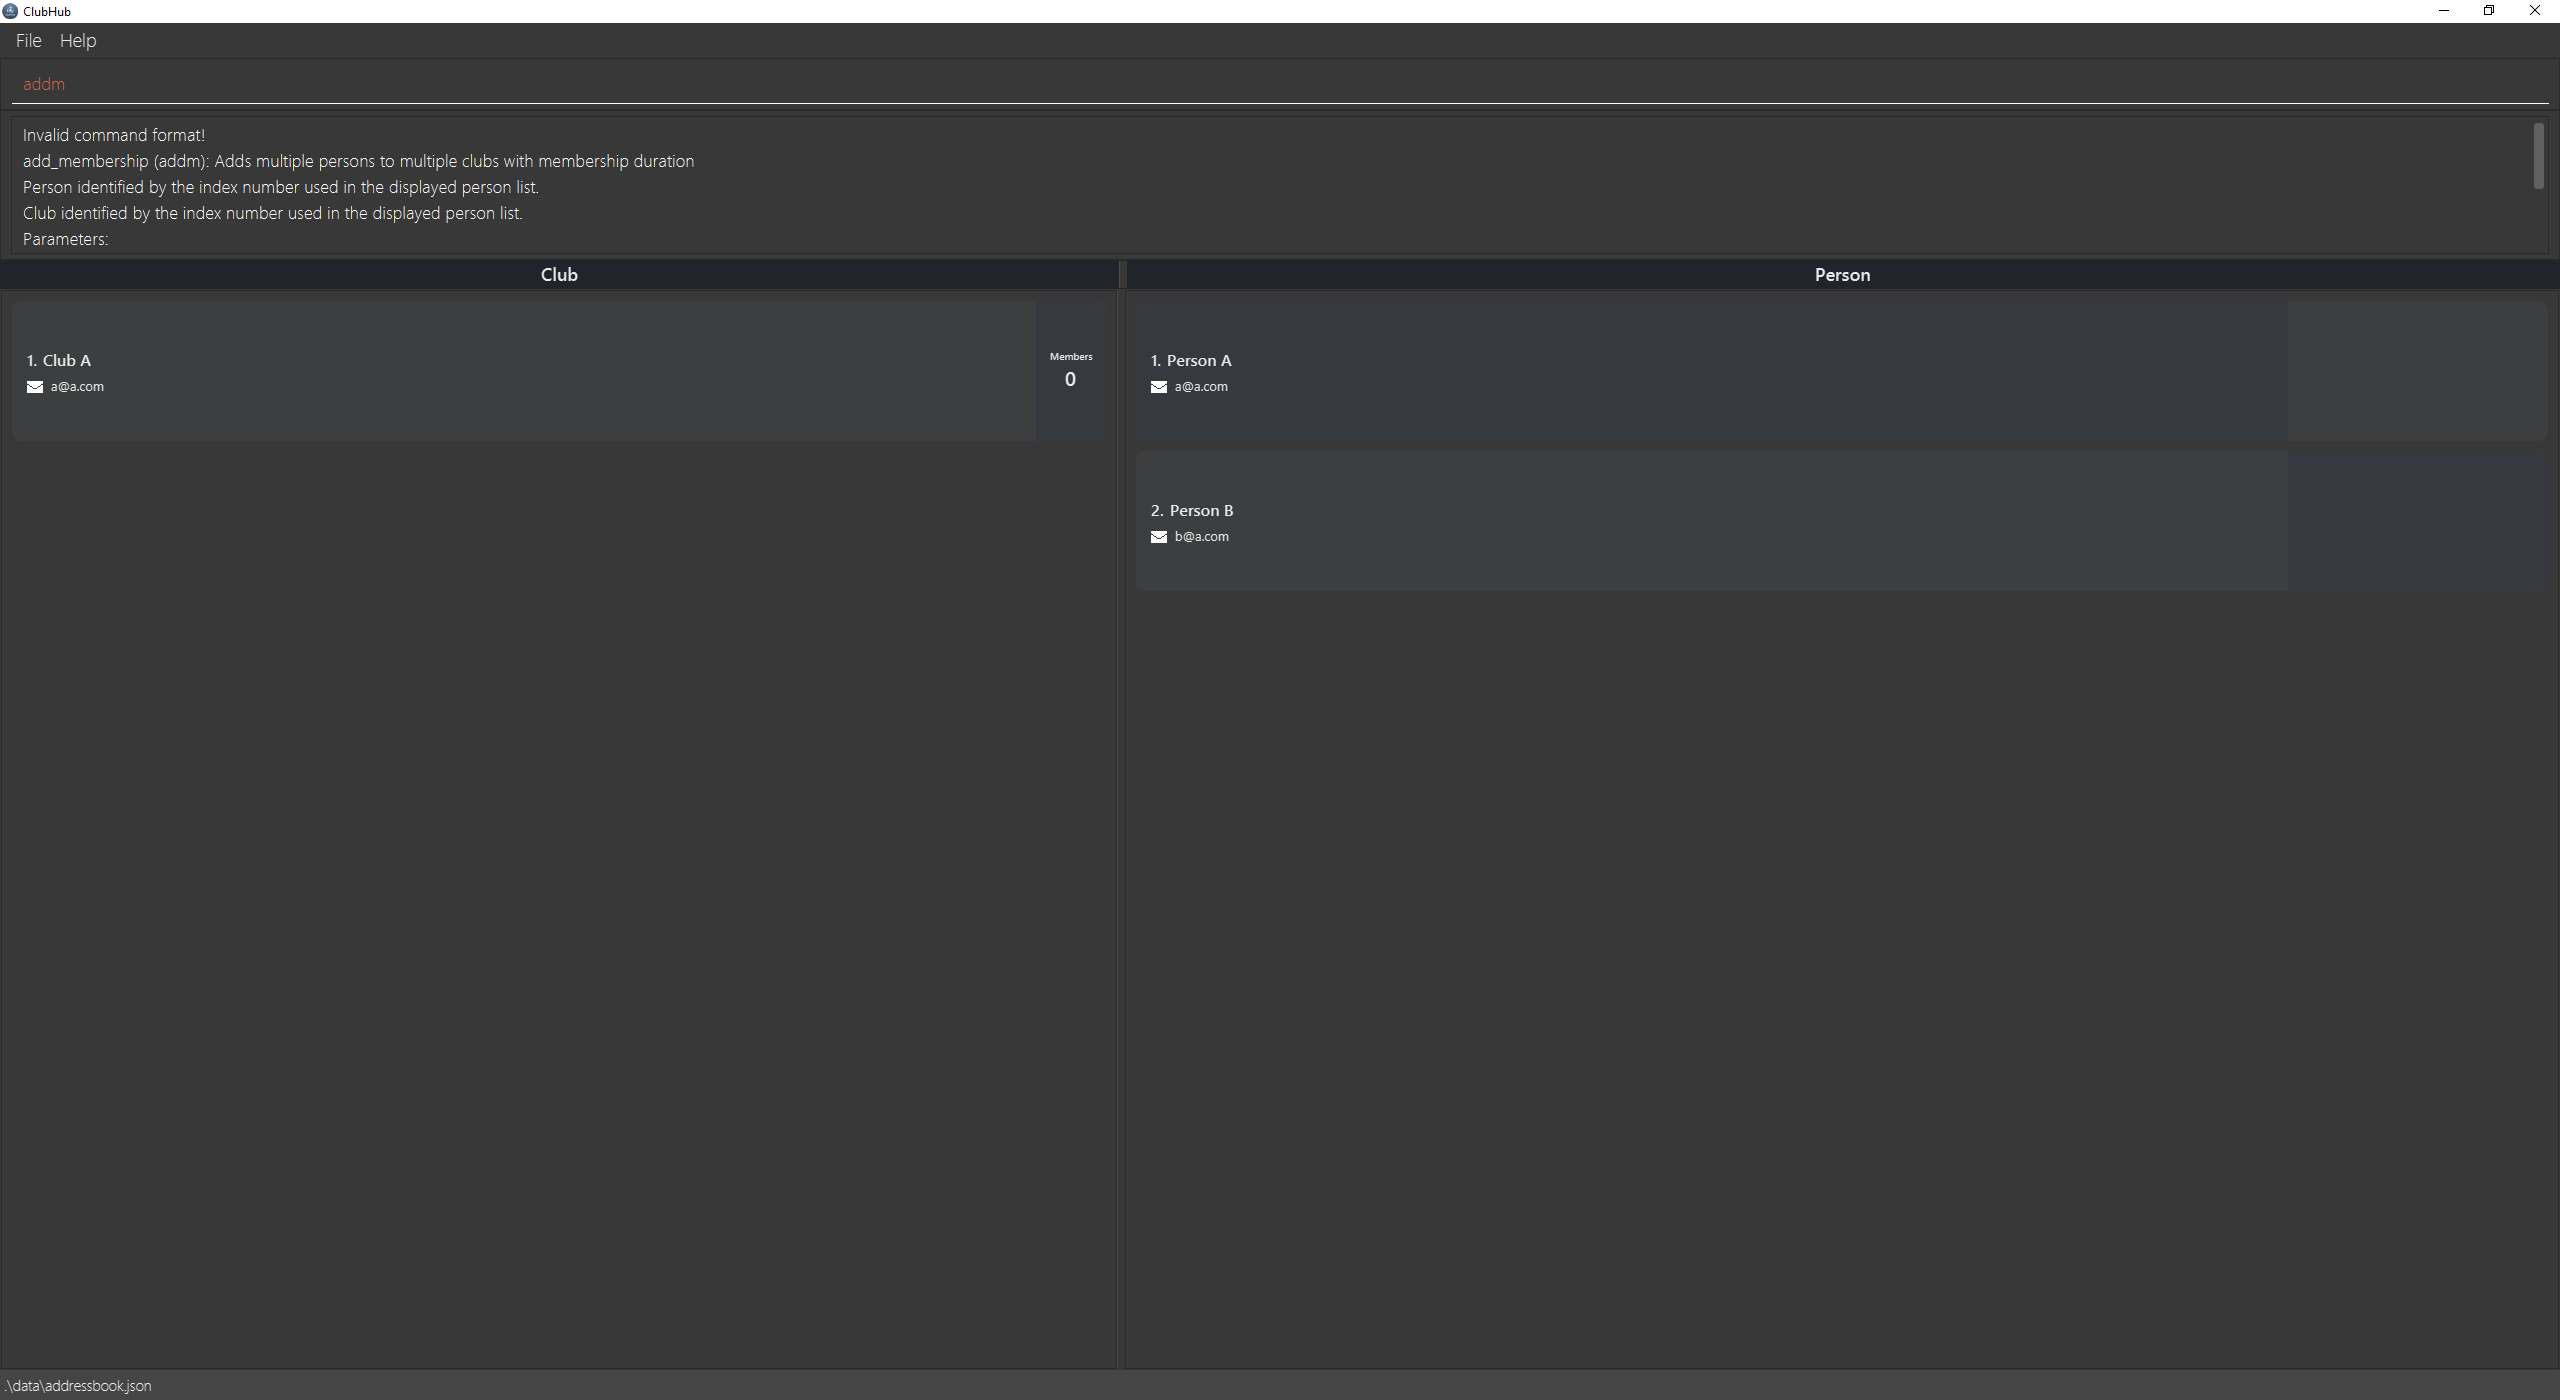 ClubHub
File Help
addm
Invalid command format!
add_membership (addm): Adds multiple persons to multiple clubs with membership duration
Person identified by the index number used in the displayed person list.
Club identified by the index number used in the displayed person list.
Parameters:
Club
Person
1. Club A
a@a.com
Members
0
1. Person A
a@a.com
2. Person B
b@a.com
.\data\addressbook.json